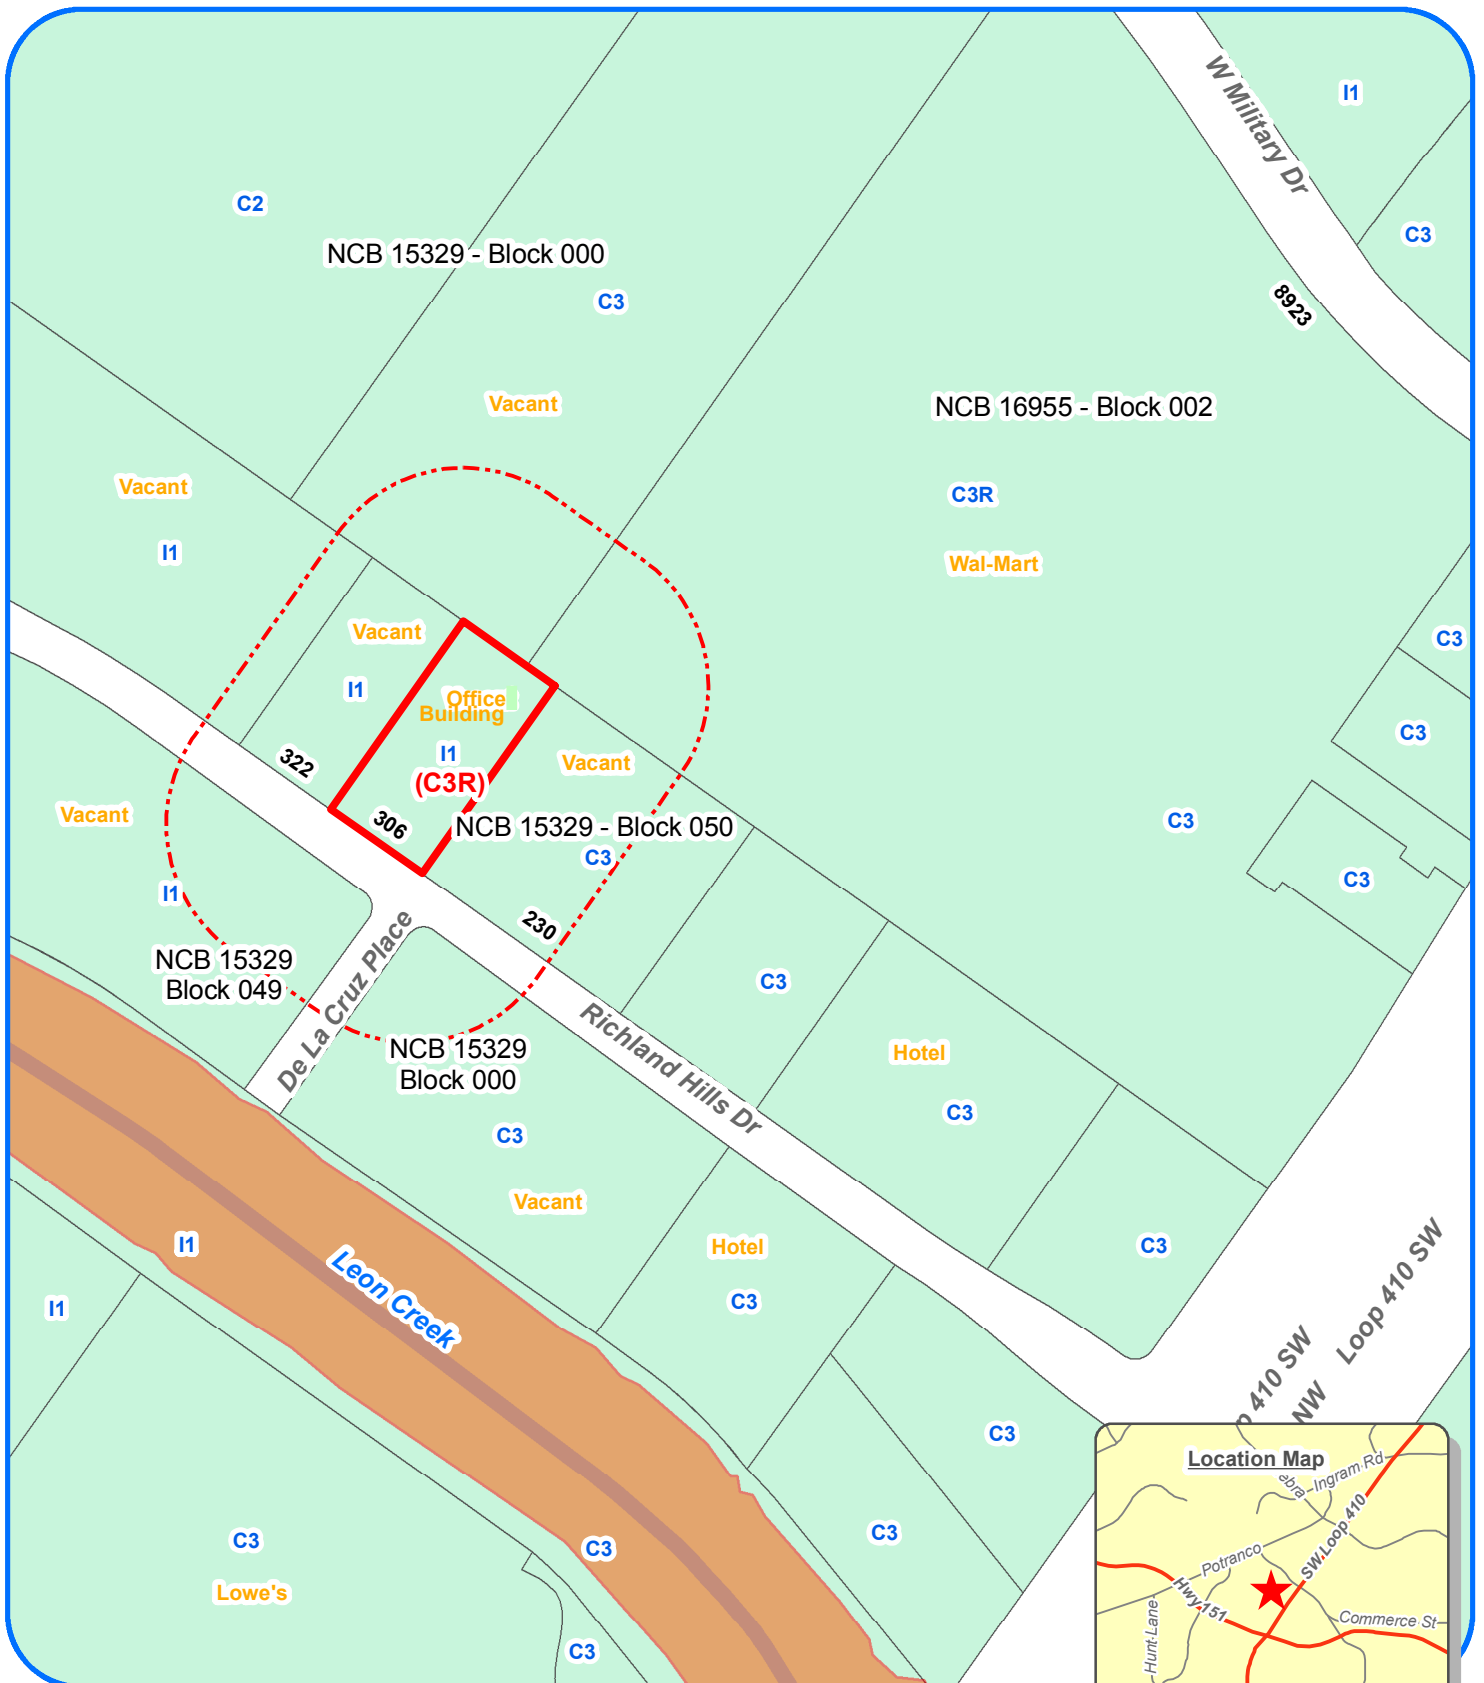 W Military Dr
I1
C2
C3
NCB 15329 - Block 000
C3
8923
NCB 16955 - Block 002
Vacant
Vacant
C3R
I1
Wal-Mart
Vacant
C3
I1
Office
Building
C3
I1
Vacant
322
(C3R)
Vacant
306
NCB 15329 - Block 050
C3
C3
C3
I1
230
De La Cruz Place
NCB 15329
Block 049
C3
Richland Hills Dr
NCB 15329
Block 000
Hotel
C3
C3
Vacant
I1
Hotel
C3
C3
I1
Leon Creek
Loop 410 SW
p 410 SW
NW
C3
C3
C3
C3
Lowe's
C3
Location Map
Ingram Rd
ebra
SW Loop 410
Potranco
Hwy 151
Hunt Lane
Commerce St